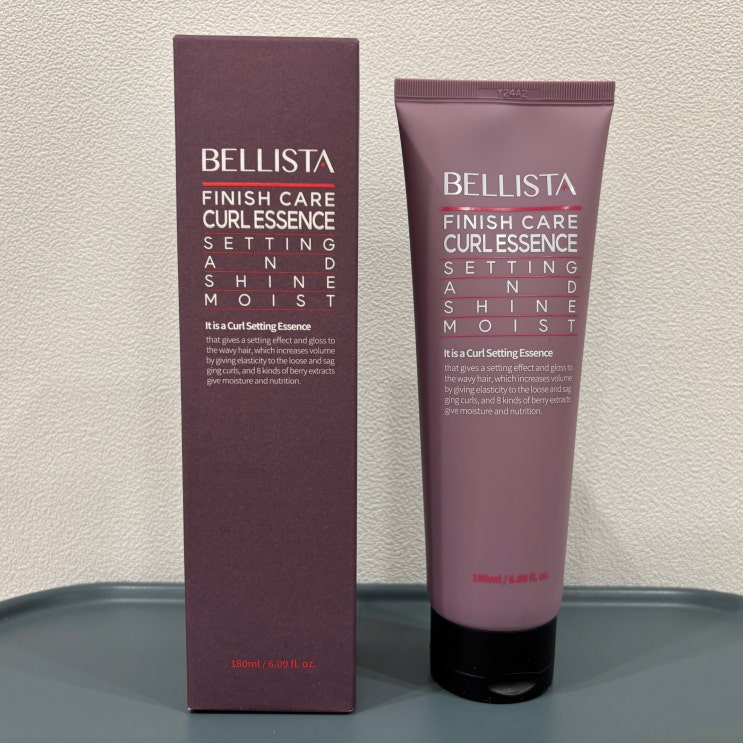 BELLISTA
FINISH CARE
CURL ESSENCE
SETTING
AND
SHINE
MOIST
It is a Curl Setting Essence
that gives a setting effect and gloss to
the wavy hair, which increases volume
by giving elasticity to the loose and sag
ging curls, and 8 kinds of berry extracts
give moisture and nutrition.
180ml / 6.09 fl. oz.
Y24A2
BELLISTA
FINISH CARE
CURL ESSENCE
SETTING
AND
SHINE
MOIST
It is a Curl Setting Essence
that gives a setting effect and gloss to
the wavy hair, which increases volume
by giving elasticity to the loose and sag
ging curls, and 8 kinds of berry extracts
give moisture and nutrition.
180ml / 6.09 fl. oz.